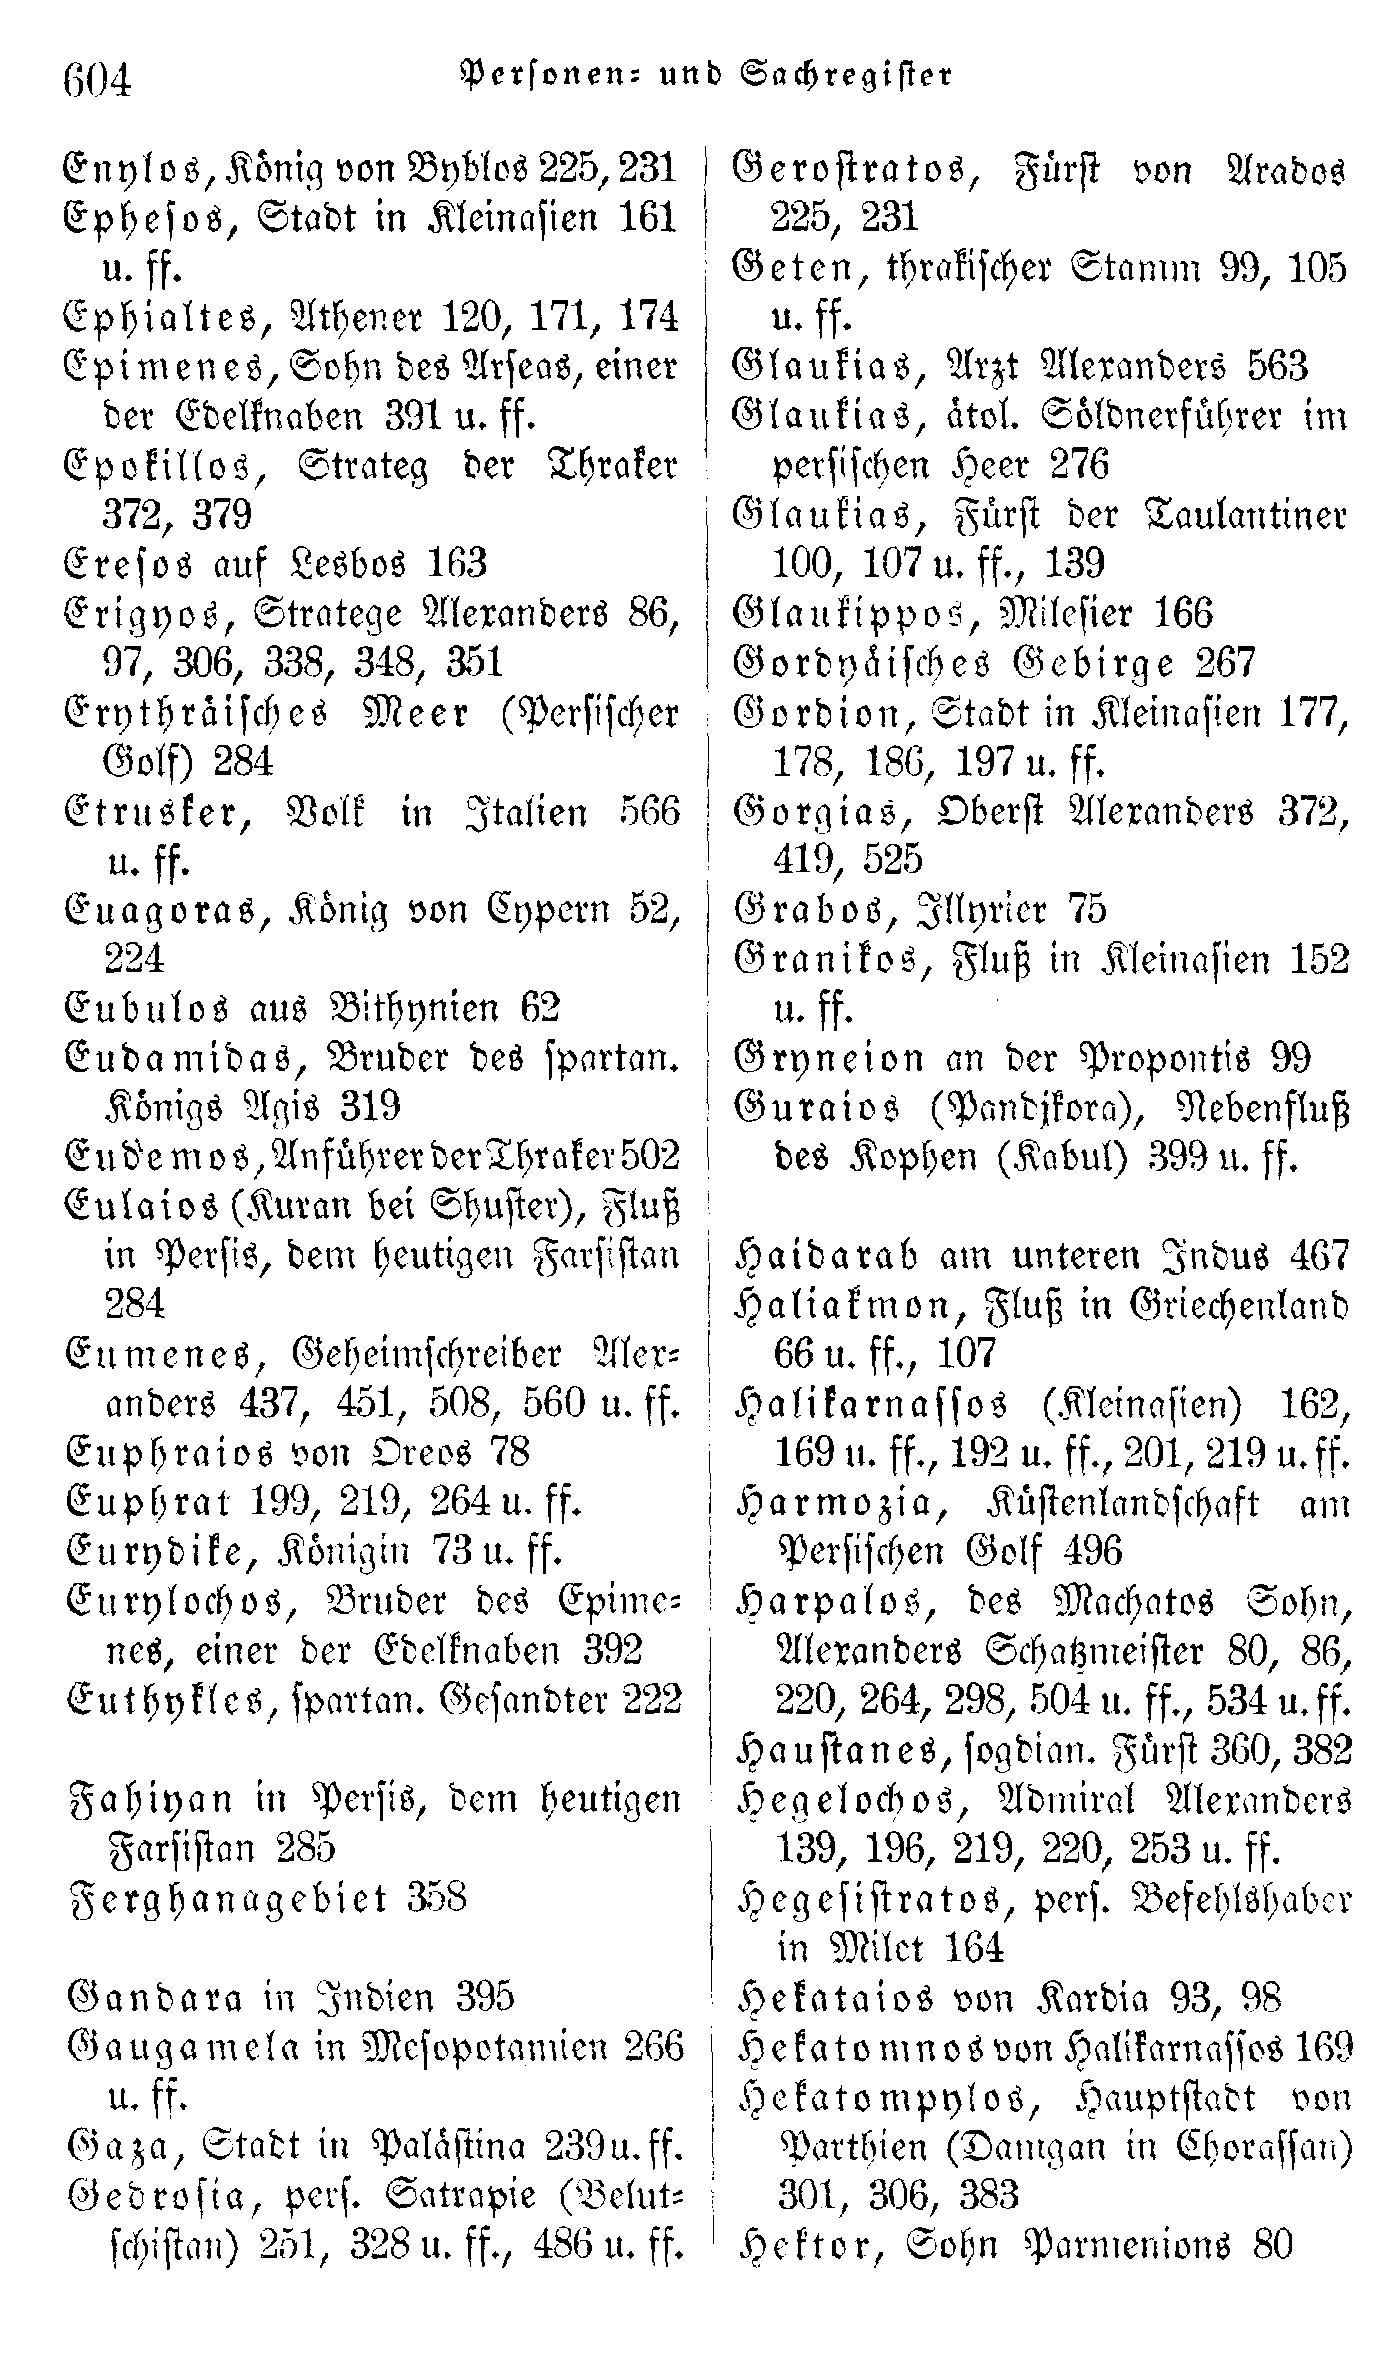 604
Personen- und Sachregister
Enylos, König von Byblos 225, 231
Ephesos, Stadt in Kleinasien 161
u. ff.
Ephialtes, Athener 120, 171, 174
Epimenes, Sohn des Arseas, einer
der Edelknaben 391 u. ff.
Epokillos, Strateg der Thraker
372, 379
Eresos auf Lesbos 163
Erigyos, Stratege Alexanders 86,
97, 306, 338, 348, 351
Erythräisches Meer (Persischer
Golf) 284
Etrusker, Volk in Italien 566
u. ff.
Euagoras, König von Cypern 52,
224
Eubulos aus Bithynien 62
Eudamidas, Bruder des spartan.
Königs Agis 319
Eudemos, Anführer der Thraker 502
Eulaios (Kuran bei Shuster), Fluß
in Persis, dem heutigen Farsistan
284
Eumenes, Geheimschreiber Alex-
anders 437, 451, 508, 560 u. ff.
Euphraios von Oreos 78
Euphrat 199, 219, 264 u. ff.
Eurydike, Königin 73 u. ff.
Eurylochos, Bruder des Epime-
nes, einer der Edelknaben 392
Euthykles, spartan. Gesandter 222
Fahiyan in Persis, dem heutigen
Farsistan 285
Ferghanagebiet 358
Gandara in Indien 395
Gaugamela in Mesopotamien 266
u. ff.
Gaza, Stadt in Palästina 239 u. ff.
Gedrosia, pers. Satrapie (Belut-
schistan) 251, 328 u. ff., 486 u. ff.
Gerostratos, Fürst von Arados
225, 231
Geten, thrakischer Stamm 99, 105
u. ff.
Glaukias, Arzt Alexanders 563
Glaukias, ätol. Söldnerführer im
persischen Heer 276
Glaukias, Fürst der Taulantiner
100, 107 u. ff., 139
Glaukippos, Milesier 166
Gordyäisches Gebirge 267
Gordion, Stadt in Kleinasien 177,
178, 186, 197 u. ff.
Gorgias, Oberst Alexanders 372,
419, 525
Grabos, Illyrier 75
Granikos, Fluß in Kleinasien 152
u. ff.
Gryneion an der Propontis 99
Guraios (Pandjkora), Nebenfluß
des Kophen (Kabul) 399 u. ff.
Haidarab am unteren Indus 467
Haliakmon, Fluß in Griechenland
66 u. ff., 107
Halikarnassos (Kleinasien) 162,
169 u. ff., 192 u. ff., 201, 219 u. ff.
Harmozia, Küstenlandschaft am
Persischen Golf 496
Harpalos, des Machatos Sohn,
Alexanders Schatzmeister 80, 86,
220, 264, 298, 504 u. ff., 534 u. ff.
Haustanes, sogdian. Fürst 360, 382
Hegelochos, Admiral Alexanders
139, 196, 219, 220, 253 u. ff.
Hegesistratos, pers. Befehlshaber
in Milet 164
Hekataios von Kardia 93, 98
Hekatomnos von Halikarnassos 169
Hekatompylos, Hauptstadt von
Parthien (Damgan in Chorassan)
301, 306, 383
Hektor, Sohn Parmenions 80